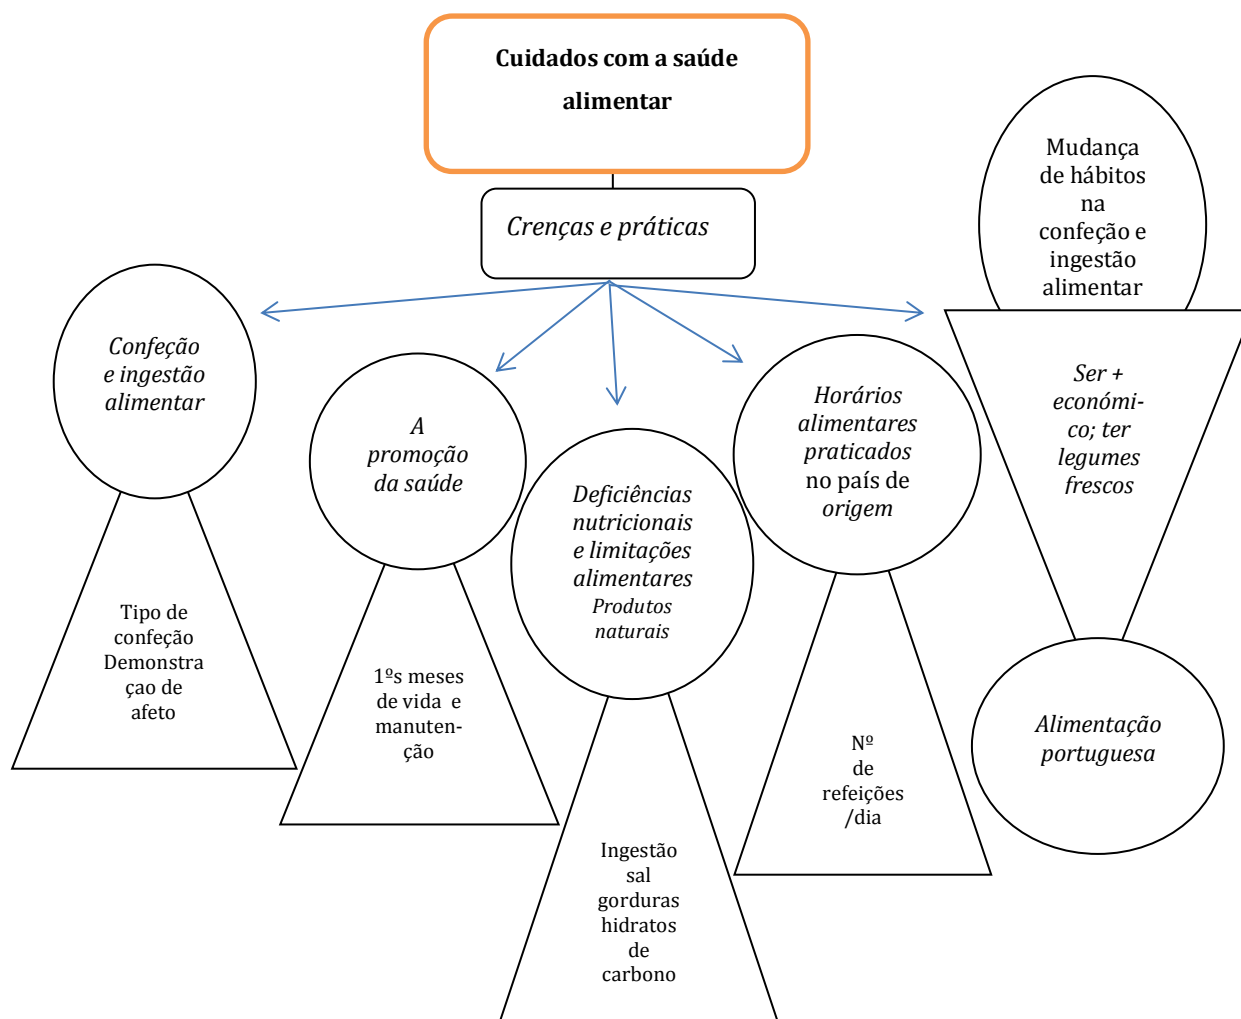 Cuidados com a saúde
alimentar
Crenças e práticas
Confeção
e ingestão
alimentar
Tipo de
confeção
Demonstra
çao de
afeto
A
promoção
da saúde
1ºs meses
de vida e
manuten-
ção
Deficiências
nutricionais
e limitações
alimentares
Produtos
naturais
Ingestão
sal
gorduras
hidratos
de
carbono
Horários
alimentares
praticados
no país de
origem
Nº
de
refeições
/dia
Mudança
de hábitos
na
confeção e
ingestão
alimentar
Ser +
económi-
co; ter
legumes
frescos
Alimentação
portuguesa